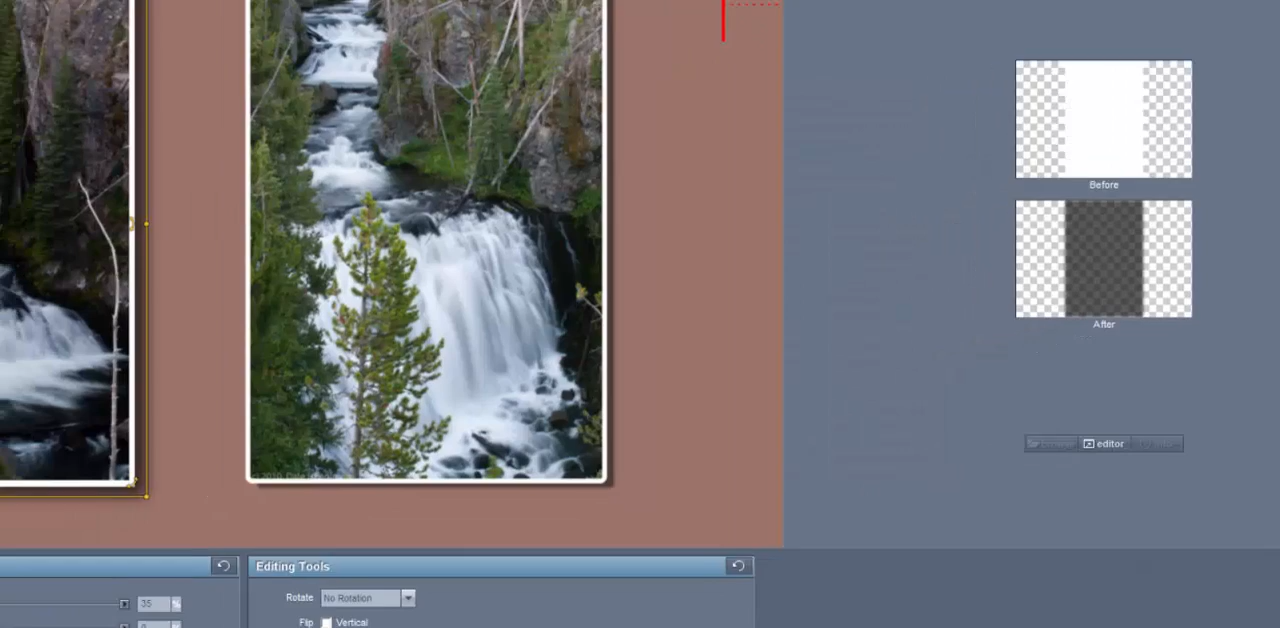 Before
After
editor
Editing Tools
35 %
Rotate No Rotation
Flip Vertical